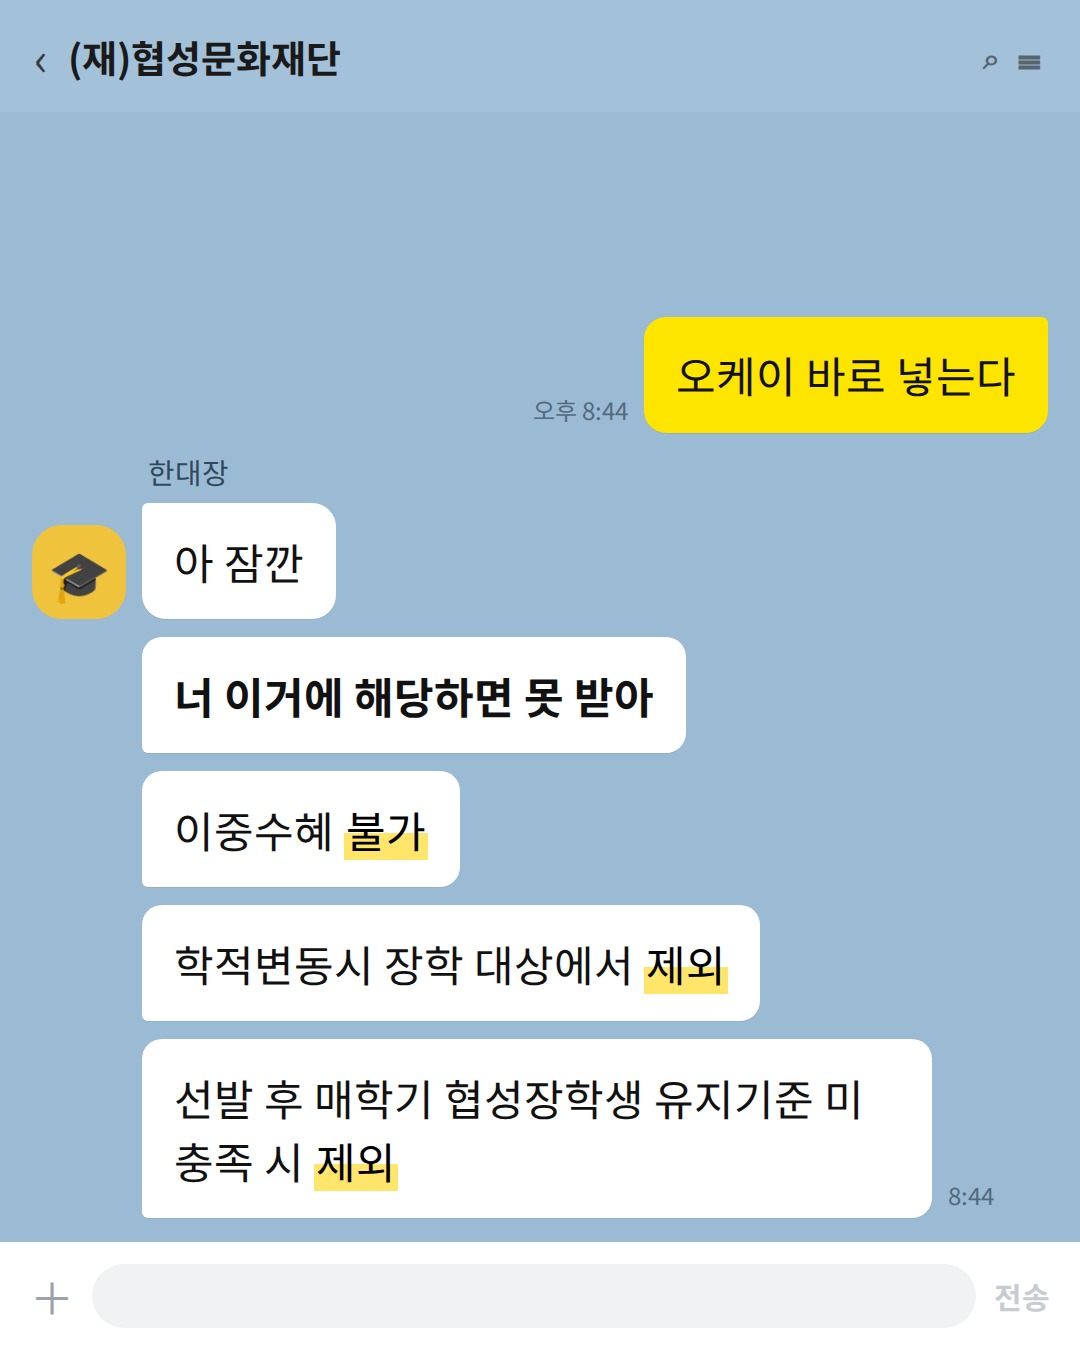 (재)협성문화재단
오케이 바로 넣는다
오후 8:44
한대장
아 잠깐
너 이거에 해당하면 못 받아
이중수혜 불가
학적변동시 장학 대상에서 제외
선발 후 매학기 협성장학생 유지기준 미
충족 시 제외
8:44
전송